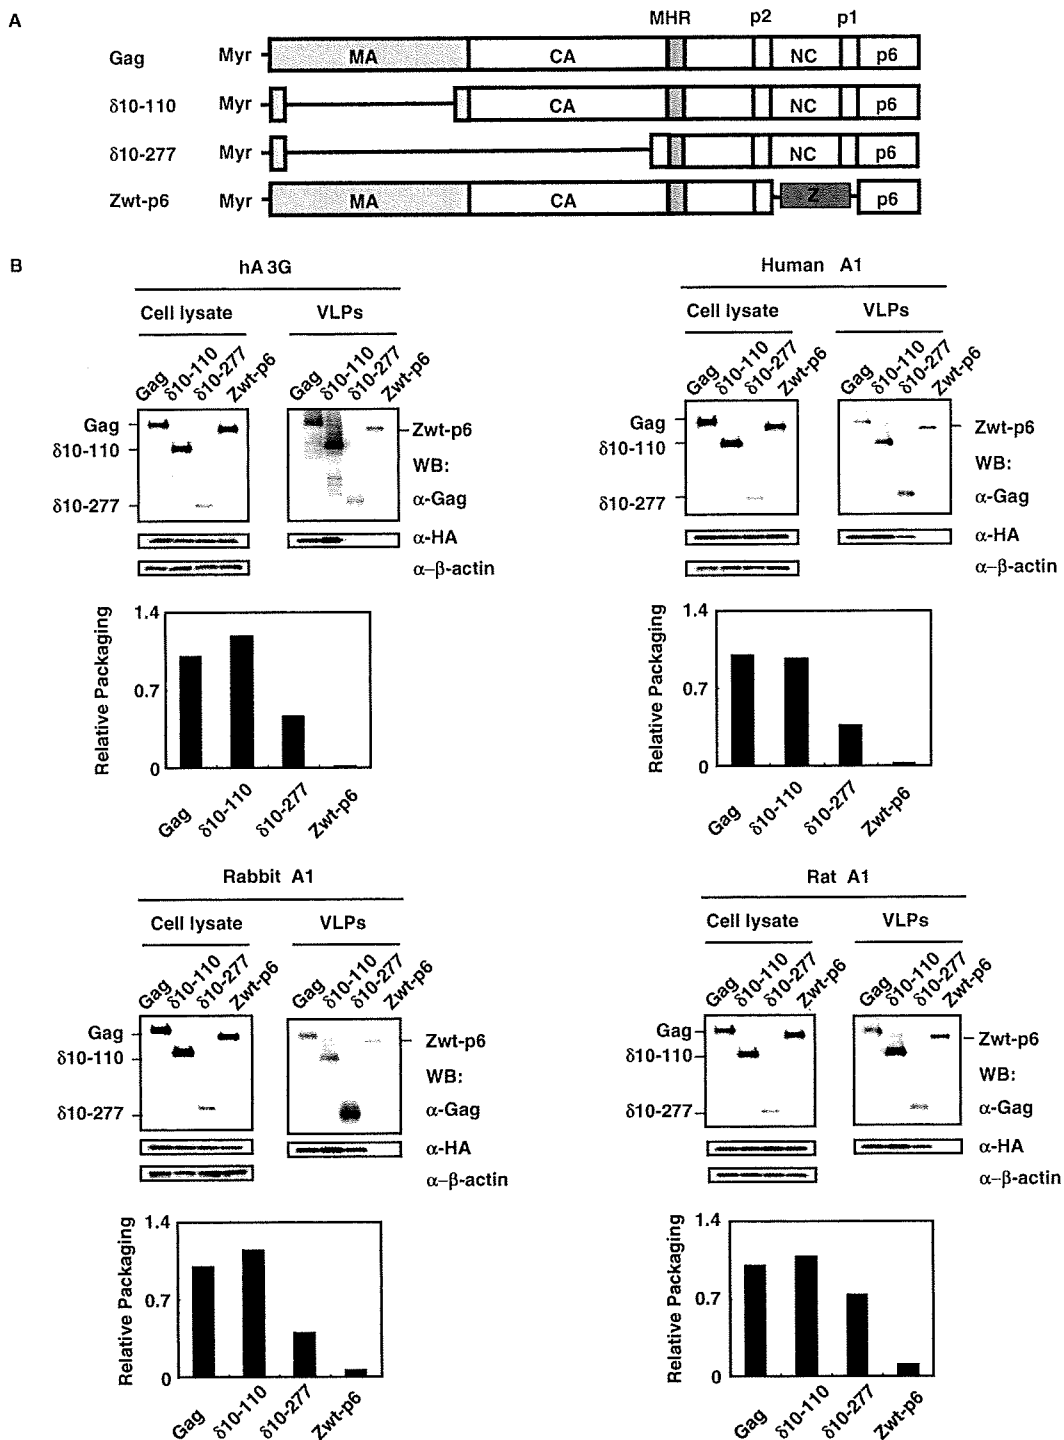 A
MHR p2 p1
Gag Myr MA CA NC p6
δ10-110 Myr CA NC p6
δ10-277 Myr NC p6
Zwt-p6 Myr MA CA Z p6
B
hA3G
Cell lysate VLPs
Gag δ10-110 δ10-277 Zwt-p6 Gag δ10-110 δ10-277 Zwt-p6
Gag
δ10-110
δ10-277
Zwt-p6
WB:
α-Gag
α-HA
α-β-actin
Relative Packaging
1.4
0.7
0
Gag δ10-110 δ10-277 Zwt-p6
Human A1
Cell lysate VLPs
Gag δ10-110 δ10-277 Zwt-p6 Gag δ10-110 δ10-277 Zwt-p6
Gag
δ10-110
δ10-277
Zwt-p6
WB:
α-Gag
α-HA
α-β-actin
Relative Packaging
1.4
0.7
0
Gag δ10-110 δ10-277 Zwt-p6
Rabbit A1
Cell lysate VLPs
Gag δ10-110 δ10-277 Zwt-p6 Gag δ10-110 δ10-277 Zwt-p6
Gag
δ10-110
δ10-277
Zwt-p6
WB:
α-Gag
α-HA
α-β-actin
Relative Packaging
1.4
0.7
0
Gag δ10-110 δ10-277 Zwt-p6
Rat A1
Cell lysate VLPs
Gag δ10-110 δ10-277 Zwt-p6 Gag δ10-110 δ10-277 Zwt-p6
Gag
δ10-110
δ10-277
Zwt-p6
WB:
α-Gag
α-HA
α-β-actin
Relative Packaging
1.4
0.7
0
Gag δ10-110 δ10-277 Zwt-p6